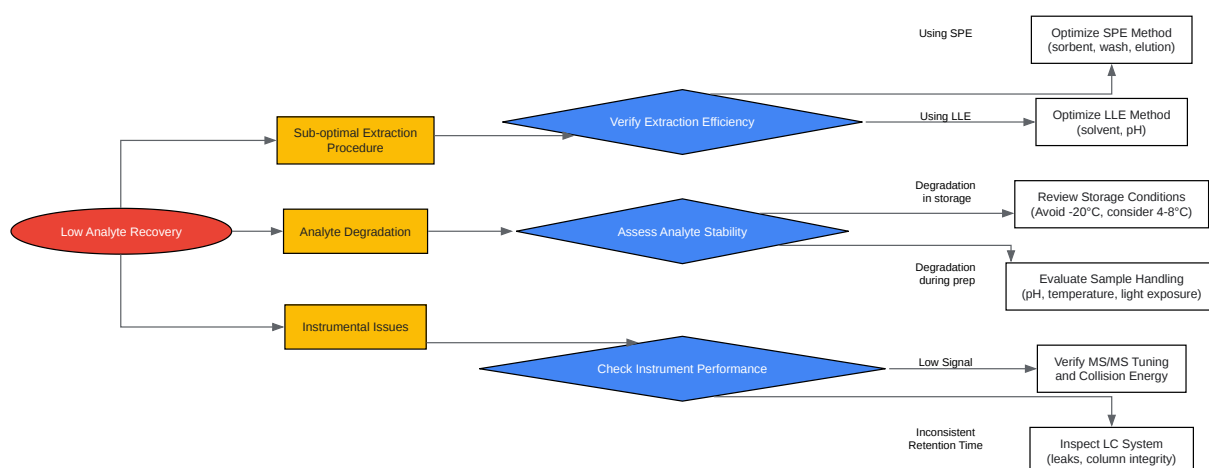 Using SPE
Optimize SPE Method
(sorbent, wash, elution)
Verify Extraction Efficiency
Using LLE
Optimize LLE Method
(solvent, pH)
Sub-optimal Extraction
Procedure
Low Analyte Recovery
Analyte Degradation
Assess Analyte Stability
Degradation
in storage
Review Storage Conditions
(Avoid -20°C, consider 4-8°C)
Degradation
during prep
Evaluate Sample Handling
(pH, temperature, light exposure)
Instrumental Issues
Check Instrument Performance
Low Signal
Verify MS/MS Tuning
and Collision Energy
Inconsistent
Retention Time
Inspect LC System
(leaks, column integrity)